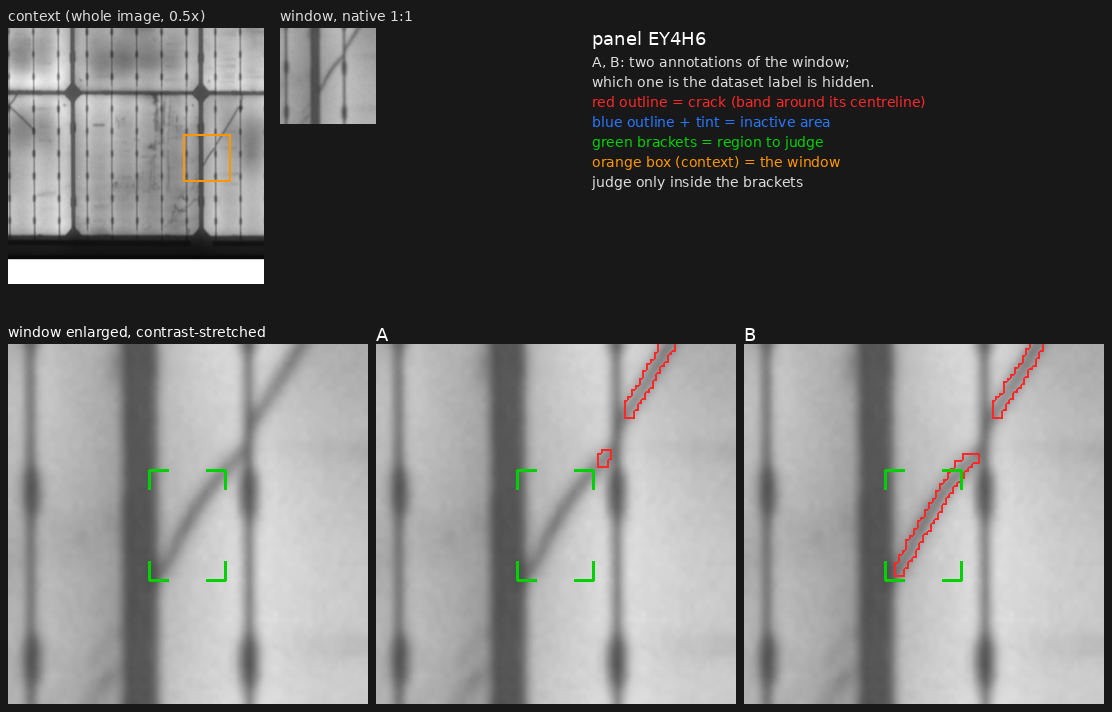 context (whole image, 0.5x)
window, native 1:1
panel EY4H6
A, B: two annotations of the window;
which one is the dataset label is hidden.
red outline = crack (band around its centreline)
blue outline + tint = inactive area
green brackets = region to judge
orange box (context) = the window
judge only inside the brackets
window enlarged, contrast-stretched
A
B